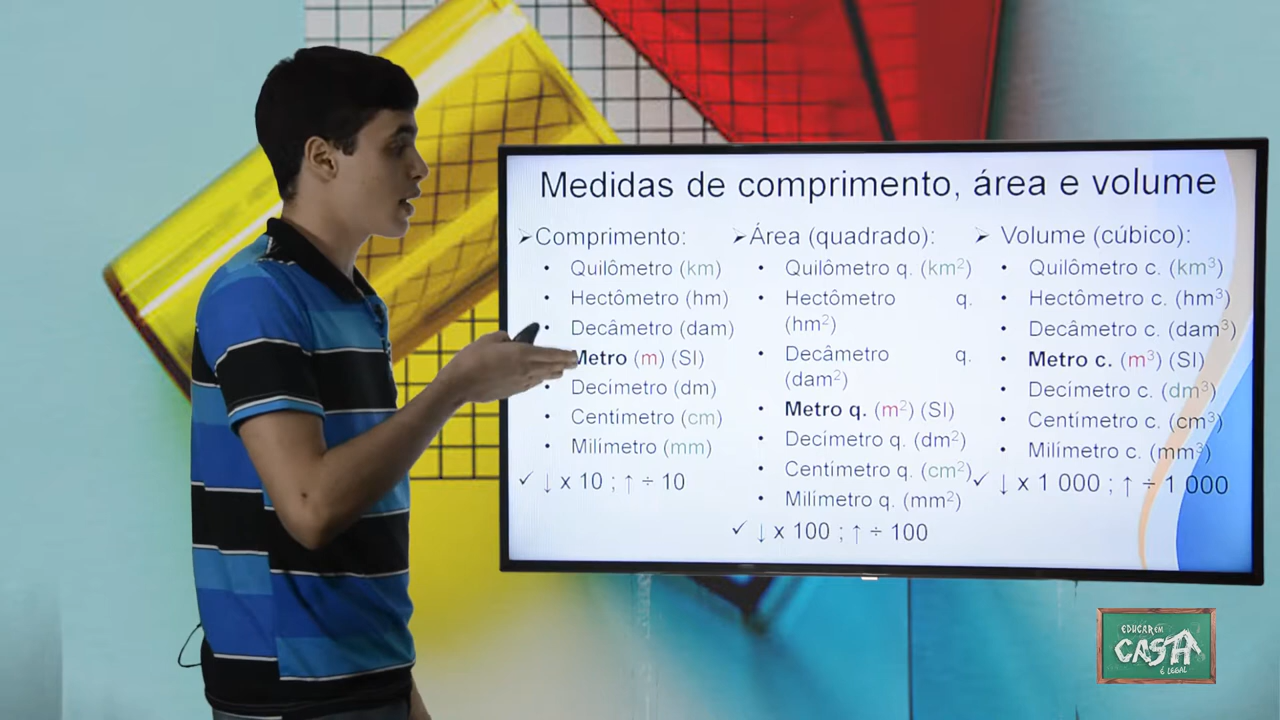 Medidas de comprimento, área e volume
➢Comprimento:
• Quilômetro (km)
• Hectômetro (hm)
• Decâmetro (dam)
Metro (m) (SI)
• Decímetro (dm)
• Centímetro (cm)
• Milímetro (mm)
✓ ↓ x 10 ; ↑ ÷ 10
➢Área (quadrado):
• Quilômetro q. (km²)
• Hectômetro q.
(hm²)
• Decâmetro q.
(dam²)
• Metro q. (m²) (SI)
• Decímetro q. (dm²)
• Centímetro q. (cm²)
• Milímetro q. (mm²)
✓ ↓ x 100 ; ↑ ÷ 100
➢ Volume (cúbico):
• Quilômetro c. (km³)
• Hectômetro c. (hm³)
• Decâmetro c. (dam³)
• Metro c. (m³) (SI)
• Decímetro c. (dm³)
• Centímetro c. (cm³)
• Milímetro c. (mm³)
✓ ↓ x 1 000 ; ↑ ÷ 1 000
EDUCAR EM
CASA
É LEGAL